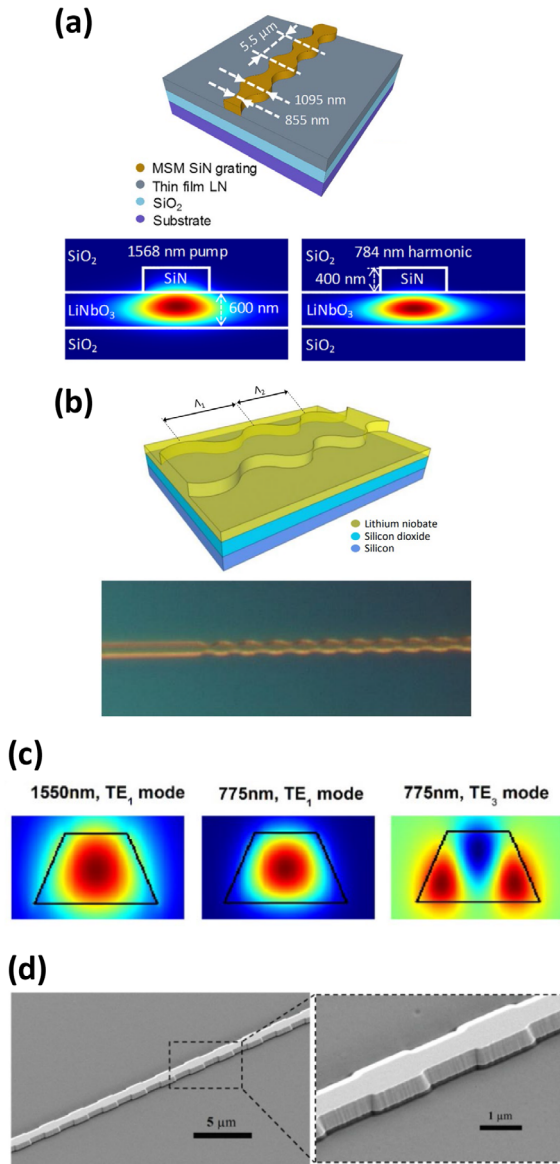 (a)
5.5 μm
1095 nm
855 nm
MSM SiN grating
Thin film LN
SiO₂
Substrate
SiO₂ 1568 nm pump
SiN
LiNbO₃ 600 nm
SiO₂
SiO₂ 784 nm harmonic
400 nm SiN
LiNbO₃
SiO₂
(b)
Λ₁ Λ₂
Lithium niobate
Silicon dioxide
Silicon
(c)
1550nm, TE₁ mode
775nm, TE₁ mode
775nm, TE₃ mode
(d)
5 μm
1 μm